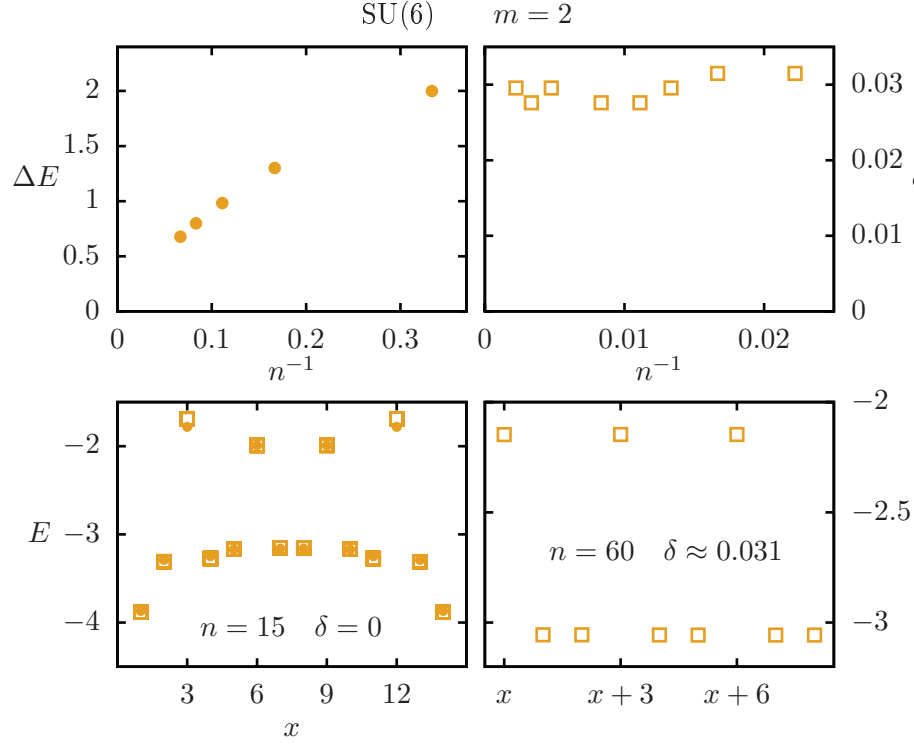 SU(6) m = 2
2
1.5
ΔE
1
0.5
0
0 0.1 0.2 0.3
n⁻¹
0.03
0.02
0.01
0
0 0.01 0.02
n⁻¹
−2
E −3
−4
n = 15 δ = 0
3 6 9 12
x
−2
−2.5
n = 60 δ ≈ 0.031
−3
x x + 3 x + 6